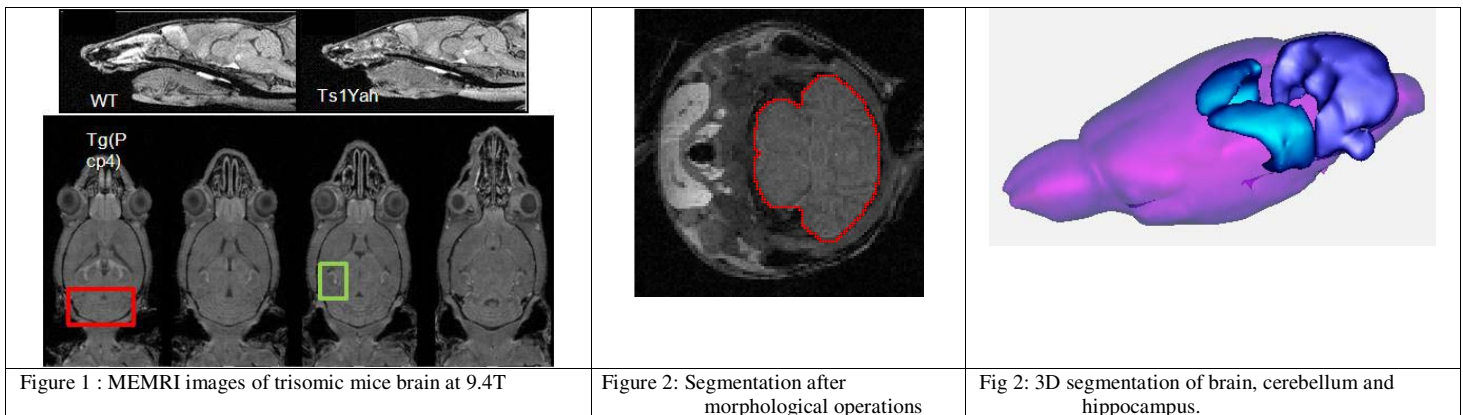 WT
Ts1Yah
Tg(P
cp4)
Figure 1 : MEMRI images of trisomic mice brain at 9.4T
Figure 2: Segmentation after
morphological operations
Fig 2: 3D segmentation of brain, cerebellum and
hippocampus.